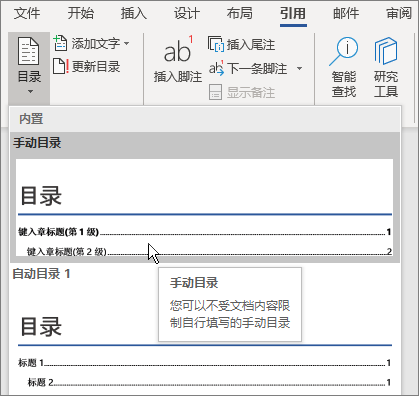 文件 开始 插入 设计 布局 引用 邮件 审阅
目录
添加文字
更新目录
ab 1
插入脚注
插入尾注
下一条脚注
显示备注
智能
查找
研究
工具
内置
手动目录
目录
键入章标题(第 1 级) 1
键入章标题(第 2 级) 2
自动目录 1
手动目录
您可以不受文档内容限
制自行填写的手动目录
目录
标题 1 1
标题 2 1